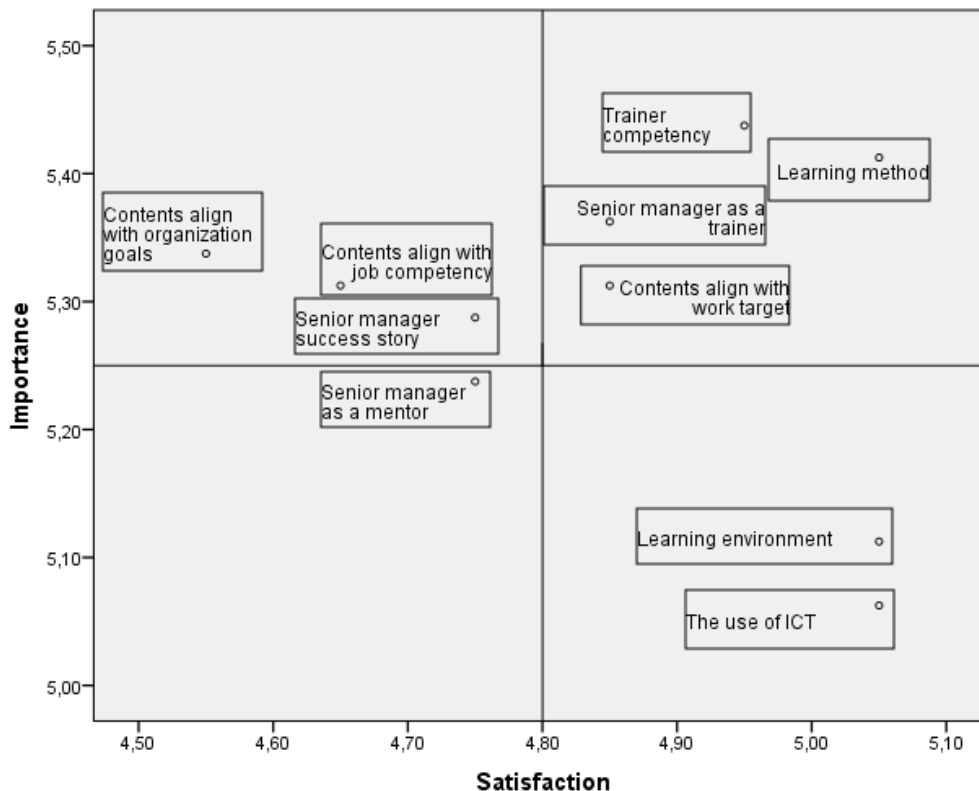 5,50
5,40
5,30
5,20
5,10
5,00
Importance
Trainer
competency
Learning method
Senior manager as a
trainer
Contents align
with organization
goals
Contents align with
job competency
Contents align with
work target
Senior manager
success story
Senior manager
as a mentor
Learning environment
The use of ICT
4,50
4,60
4,70
4,80
4,90
5,00
5,10
Satisfaction